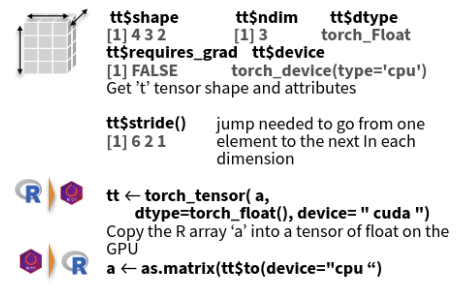 tt$shape tt$ndim tt$dtype
[1] 4 3 2 [1] 3 torch_Float
tt$requires_grad tt$device
[1] FALSE torch_device(type='cpu')
Get 't' tensor shape and attributes
tt$stride() jump needed to go from one
[1] 6 2 1 element to the next In each
dimension
R
tt ← torch_tensor( a,
dtype=torch_float(), device= " cuda ")
Copy the R array ‘a’ into a tensor of float on the
GPU
R
a ← as.matrix(tt$to(device="cpu “)